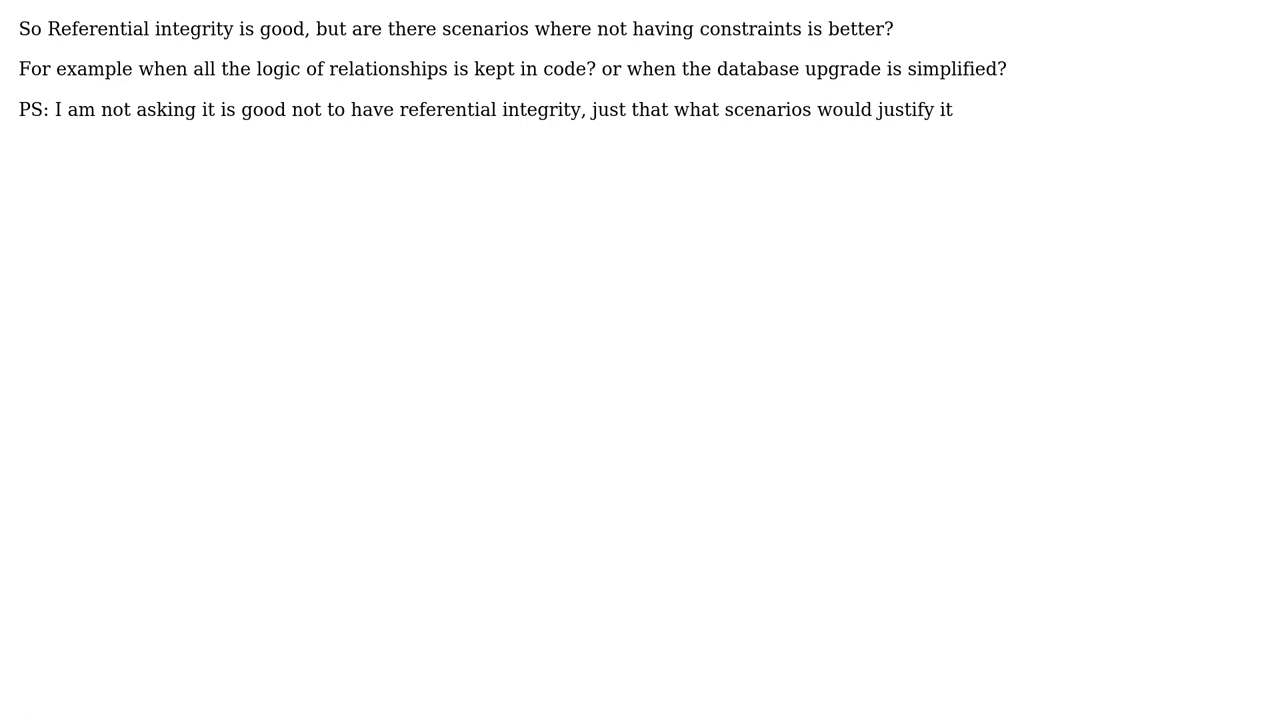 So Referential integrity is good, but are there scenarios where not having constraints is better?
For example when all the logic of relationships is kept in code? or when the database upgrade is simplified?
PS: I am not asking it is good not to have referential integrity, just that what scenarios would justify it